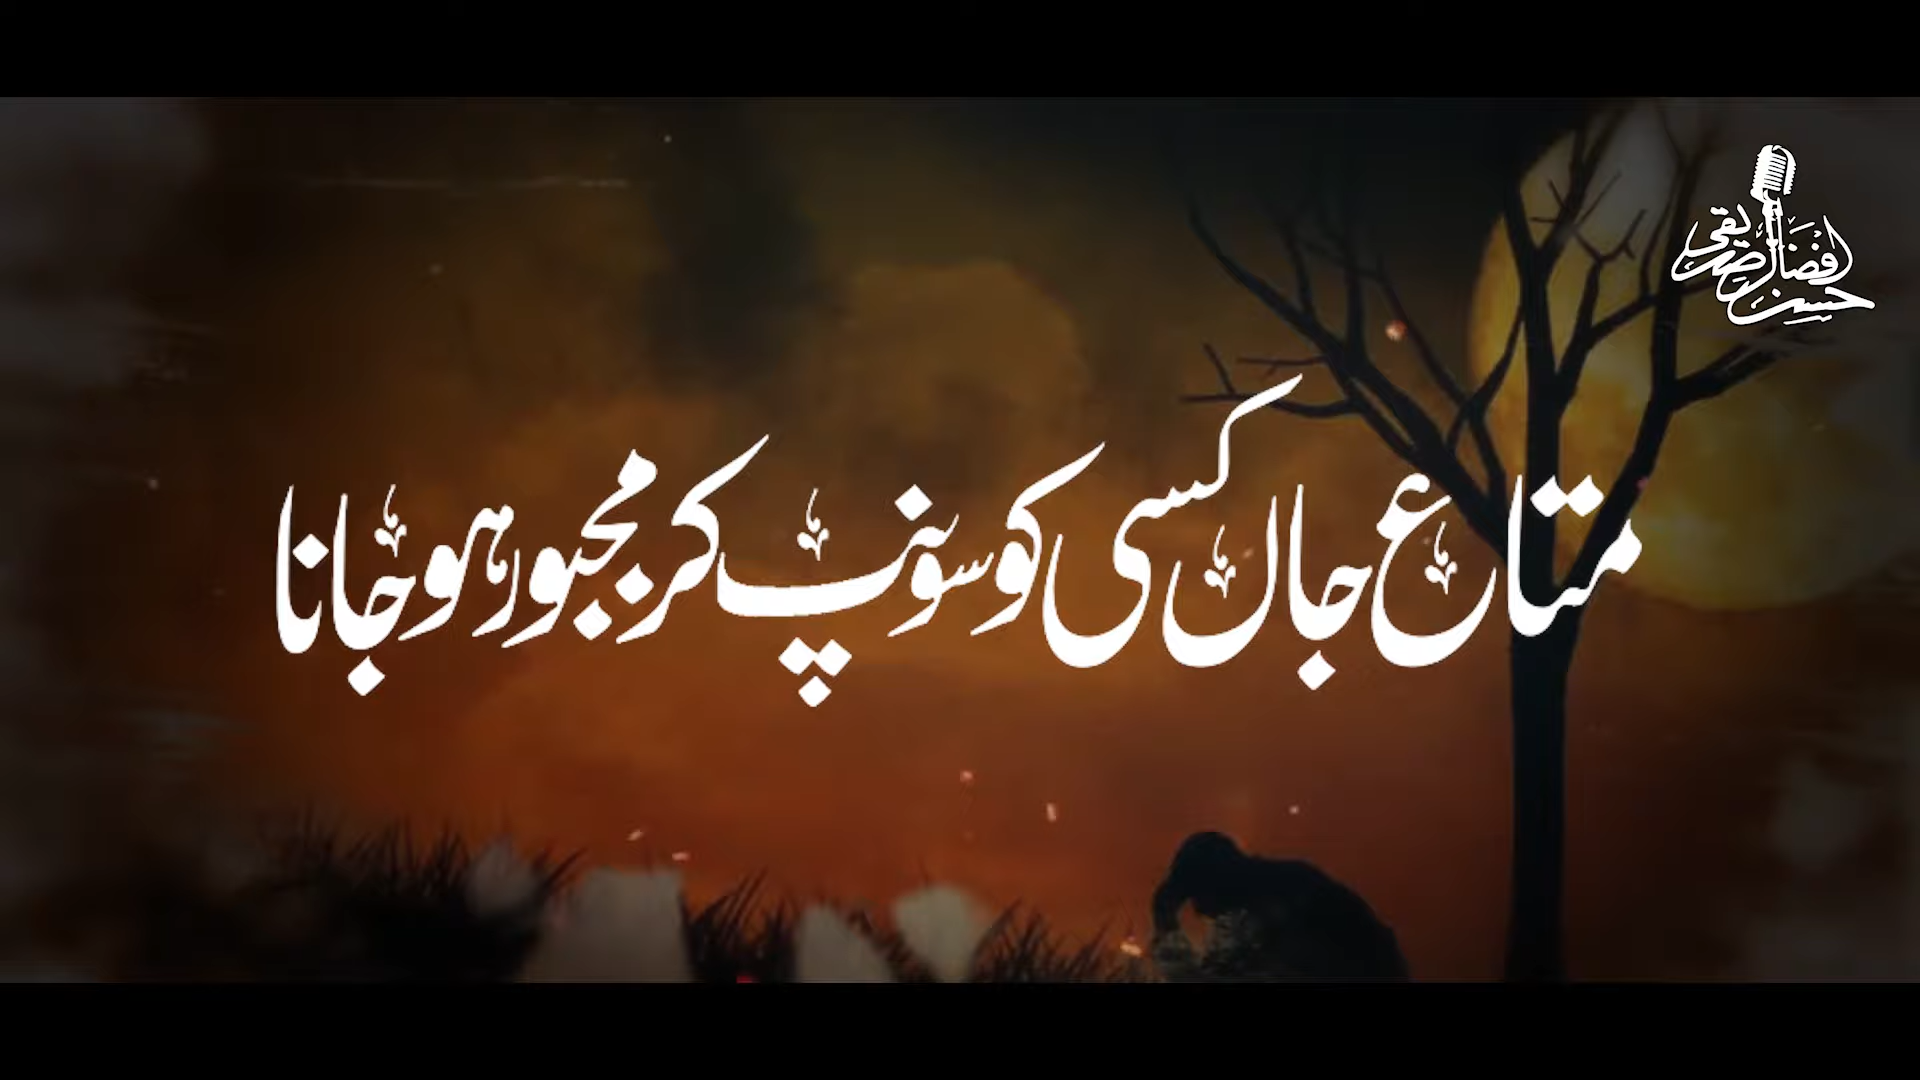 افضال
حسن صدیقی
متاع جاں کسی کو سونپ کر مجبور ہو جانا